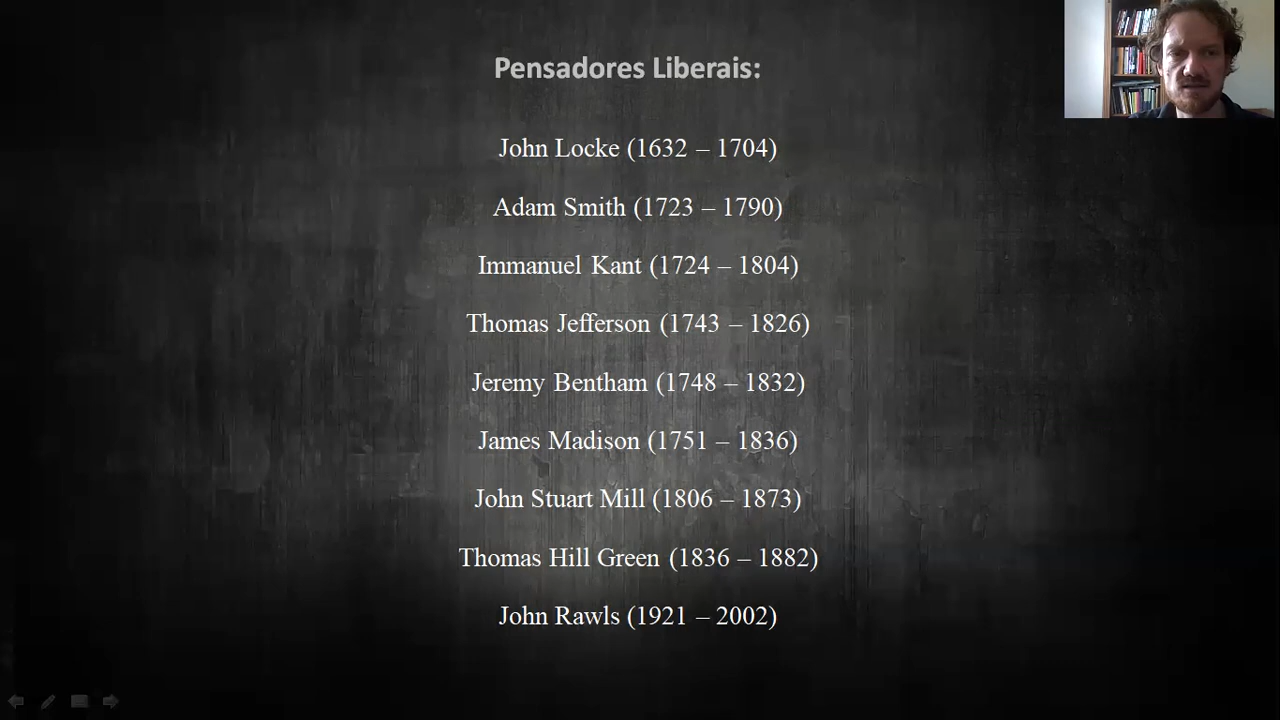 Pensadores Liberais:
John Locke (1632 – 1704)
Adam Smith (1723 – 1790)
Immanuel Kant (1724 – 1804)
Thomas Jefferson (1743 – 1826)
Jeremy Bentham (1748 – 1832)
James Madison (1751 – 1836)
John Stuart Mill (1806 – 1873)
Thomas Hill Green (1836 – 1882)
John Rawls (1921 – 2002)